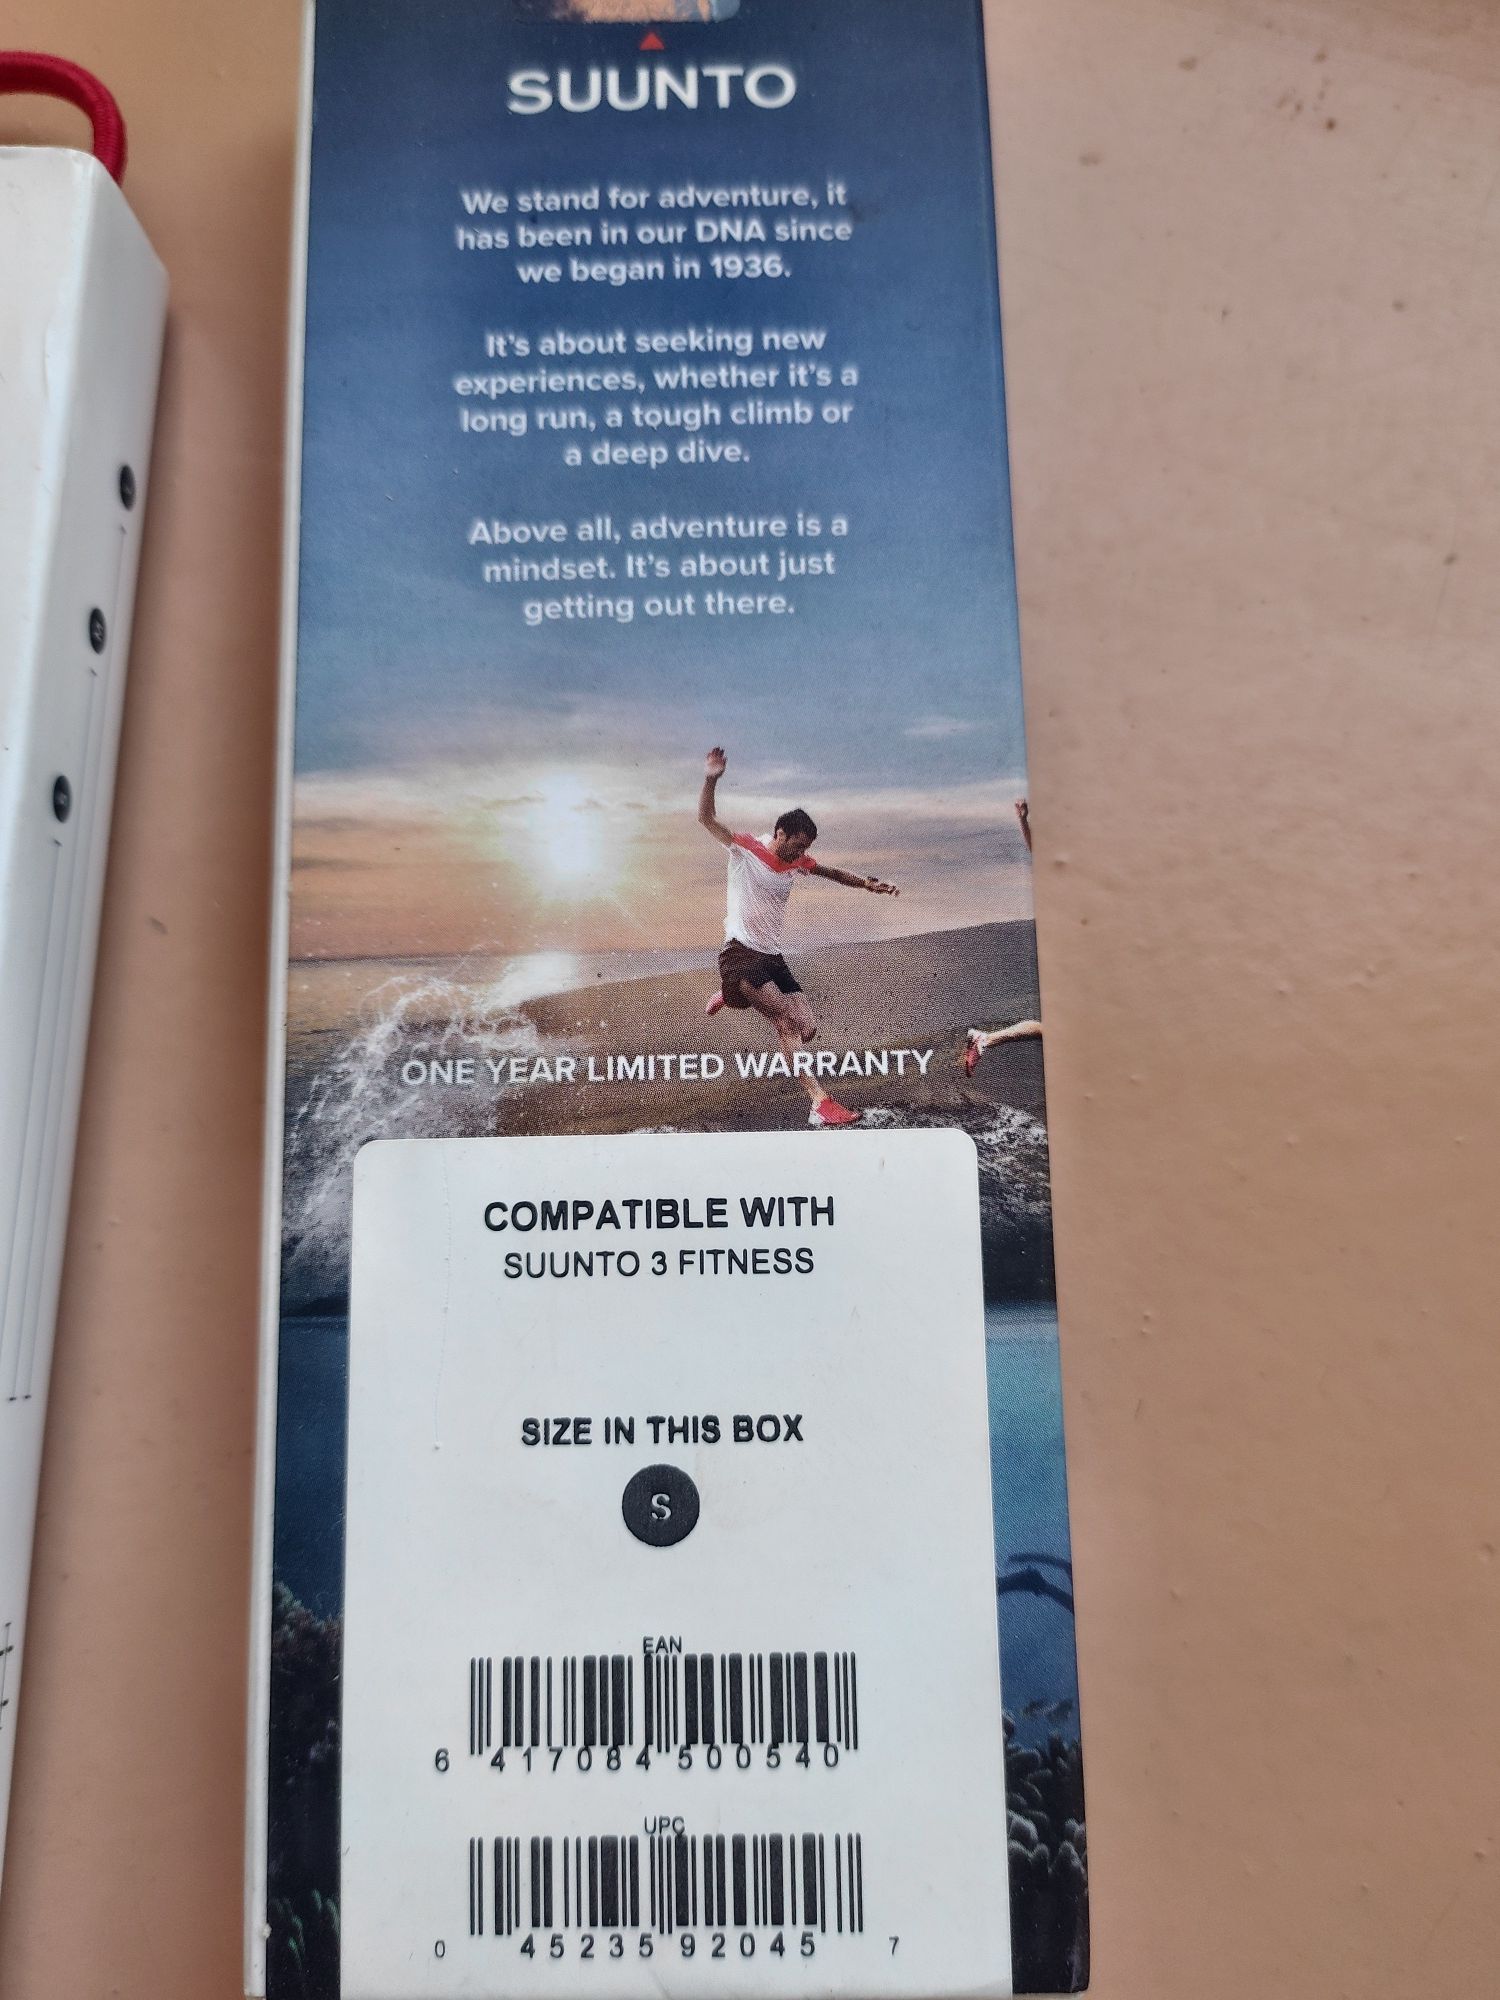 SUUNTO
We stand for adventure, it
has been in our DNA since
we began in 1936.
It's about seeking new
experiences, whether it's a
long run, a tough climb or
a deep dive.
Above all, adventure is a
mindset. It's about just
getting out there.
ONE YEAR LIMITED WARRANTY
COMPATIBLE WITH
SUUNTO 3 FITNESS
SIZE IN THIS BOX
S
EAN
6 417084 500540
UPC
0 45235 92045 7